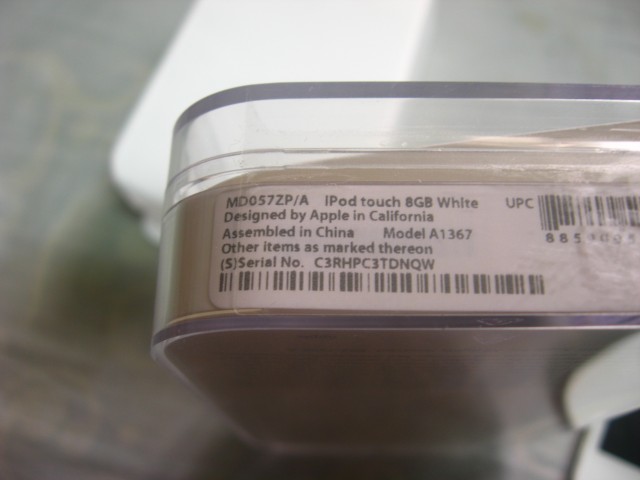 MD057ZP/A IPod touch 8GB White UPC
Designed by Apple in California
Assembled in China Model A1367
Other items as marked thereon
(S)Serial No. C3RHPC3TDNQW